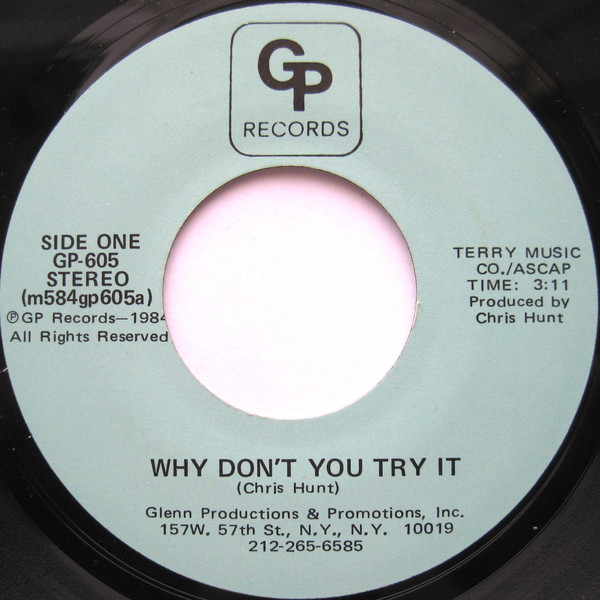 GP
RECORDS
SIDE ONE
GP-605
STEREO
(m584gp605a)
℗GP Records—1984
All Rights Reserved
TERRY MUSIC
CO./ASCAP
TIME: 3:11
Produced by
Chris Hunt
WHY DON'T YOU TRY IT
(Chris Hunt)
Glenn Productions & Promotions, Inc.
157W. 57th St., N.Y., N.Y. 10019
212-265-6585